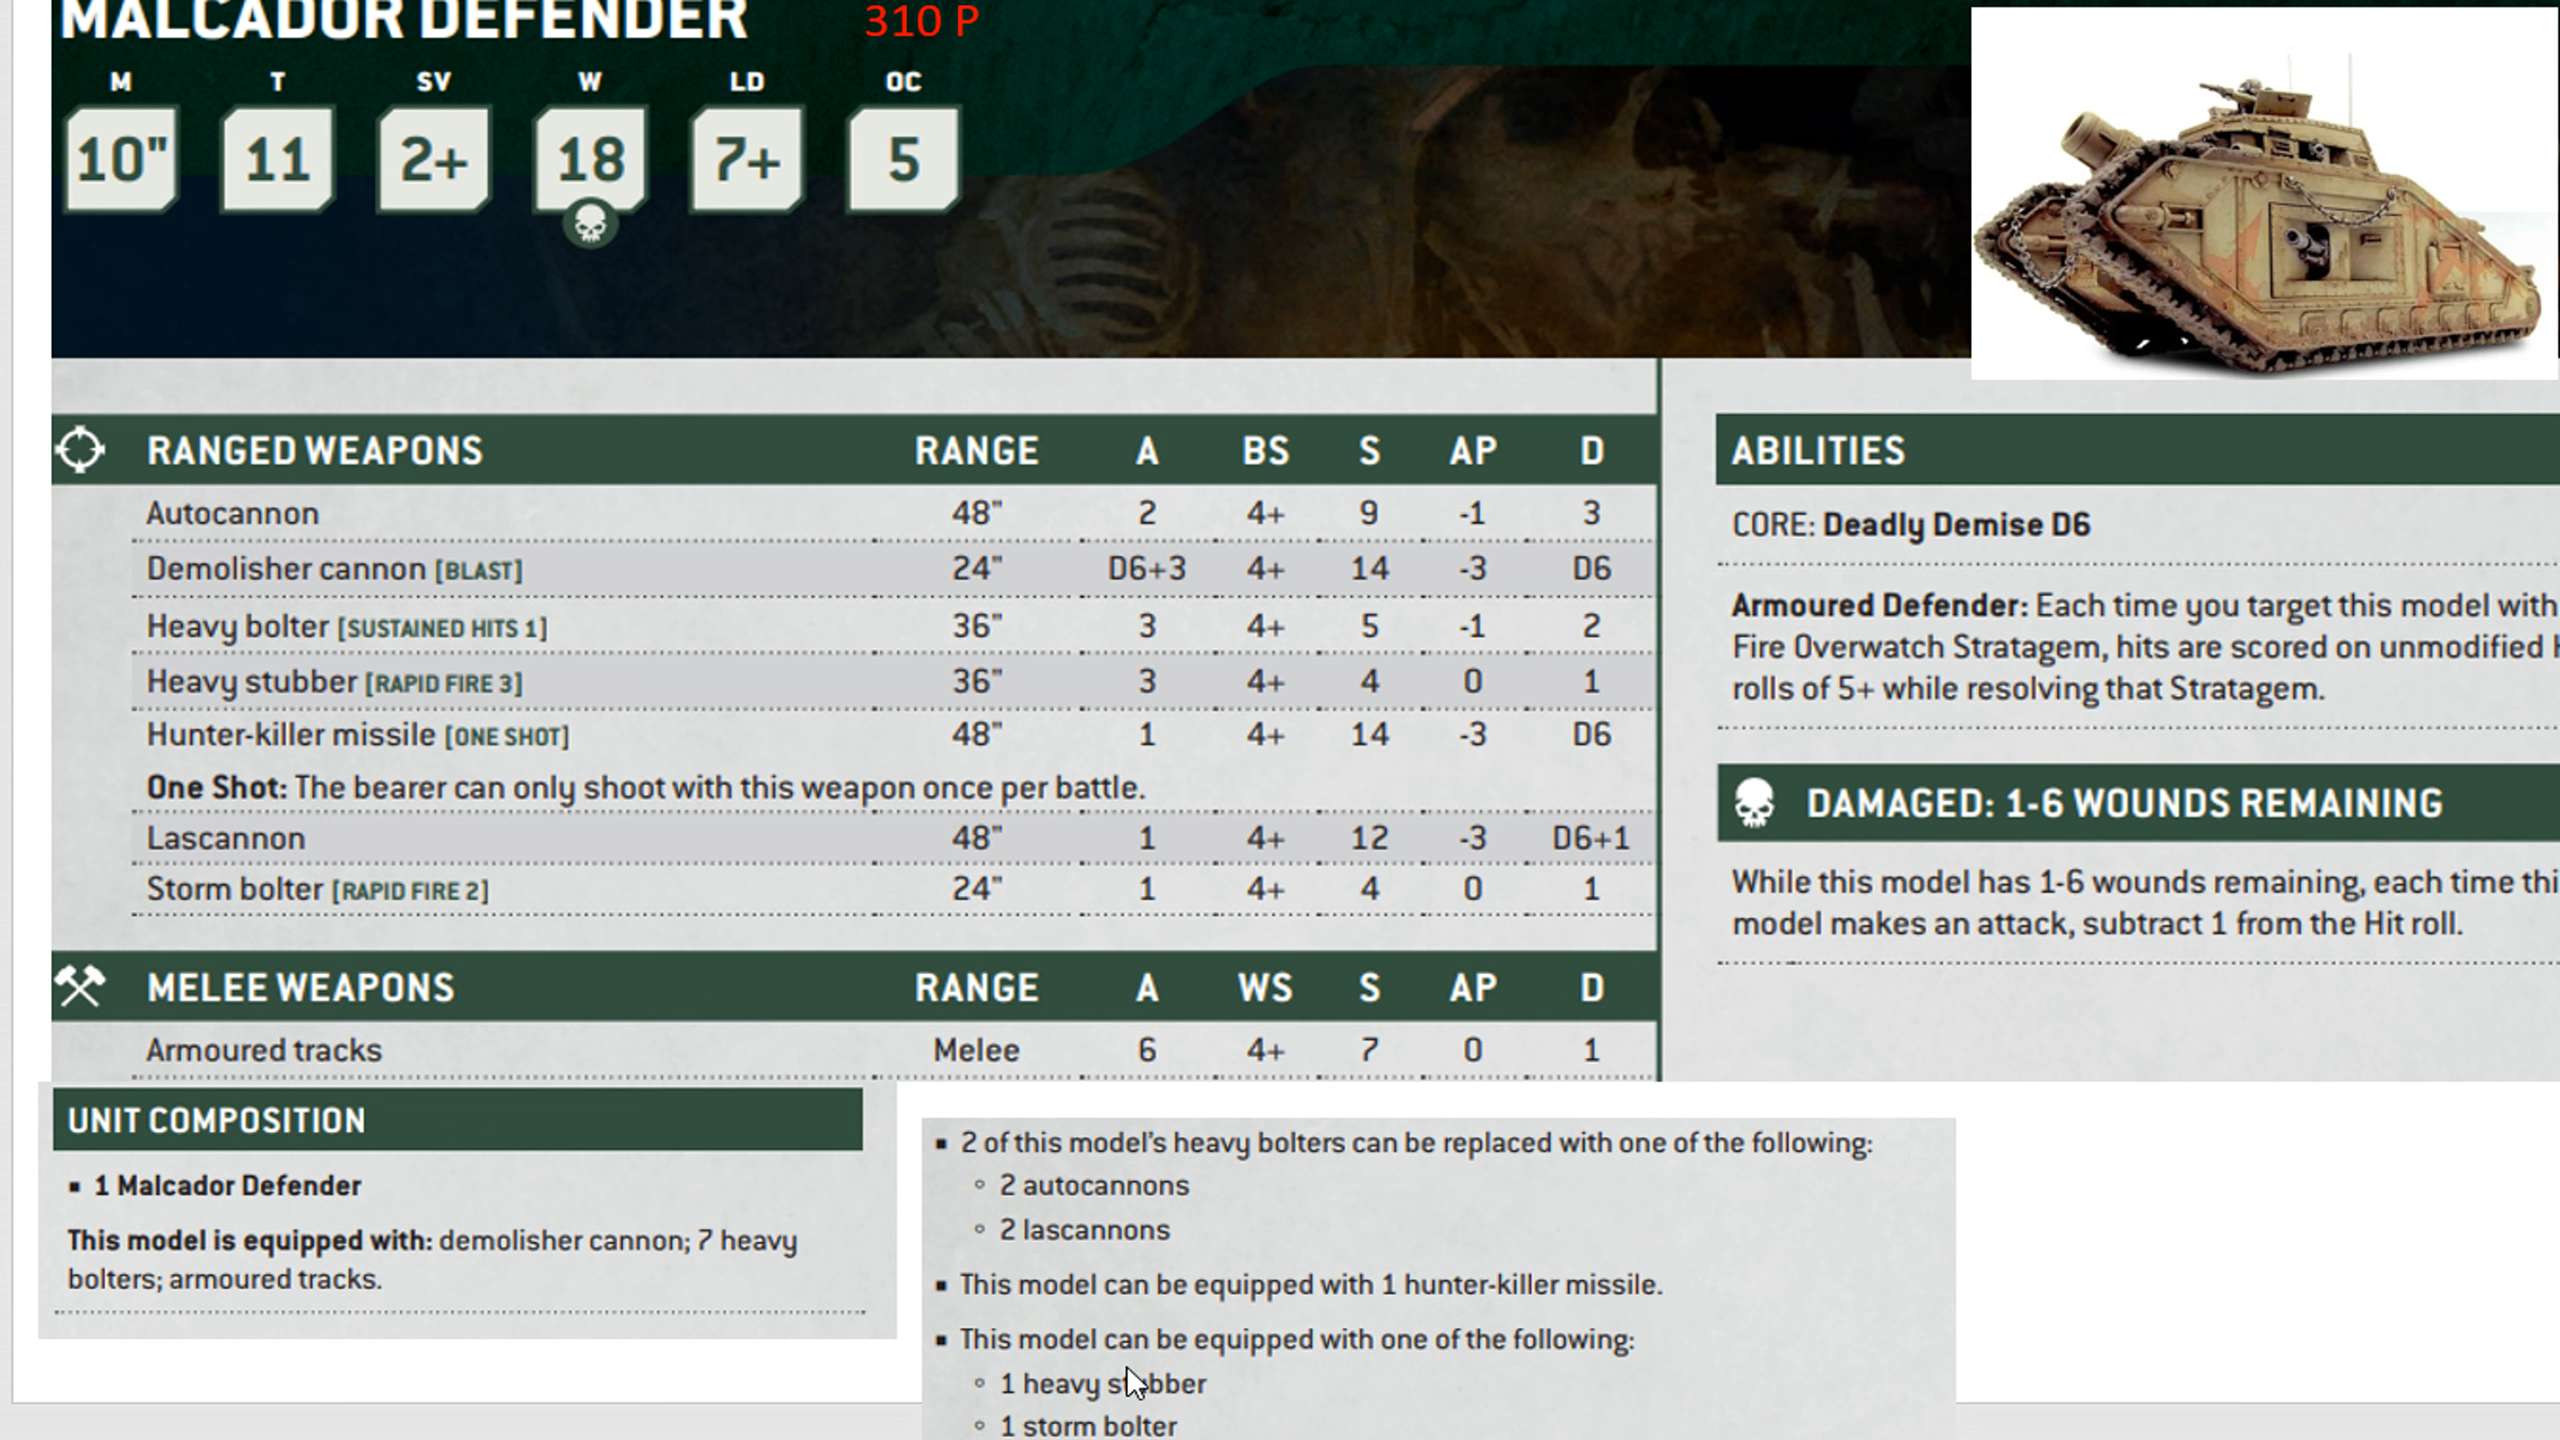 MALCADOR DEFENDER 310 P
M T SV W LD OC
10" 11 2+ 18 7+ 5
RANGED WEAPONS RANGE A BS S AP D
Autocannon 48" 2 4+ 9 -1 3
Demolisher cannon [BLAST] 24" D6+3 4+ 14 -3 D6
Heavy bolter [SUSTAINED HITS 1] 36" 3 4+ 5 -1 2
Heavy stubber [RAPID FIRE 3] 36" 3 4+ 4 0 1
Hunter-killer missile [ONE SHOT] 48" 1 4+ 14 -3 D6
One Shot: The bearer can only shoot with this weapon once per battle.
Lascannon 48" 1 4+ 12 -3 D6+1
Storm bolter [RAPID FIRE 2] 24" 1 4+ 4 0 1
MELEE WEAPONS RANGE A WS S AP D
Armoured tracks Melee 6 4+ 7 0 1
ABILITIES
CORE: Deadly Demise D6
Armoured Defender: Each time you target this model with
Fire Overwatch Stratagem, hits are scored on unmodified
rolls of 5+ while resolving that Stratagem.
DAMAGED: 1-6 WOUNDS REMAINING
While this model has 1-6 wounds remaining, each time thi
model makes an attack, subtract 1 from the Hit roll.
UNIT COMPOSITION
▪ 1 Malcador Defender
This model is equipped with: demolisher cannon; 7 heavy
bolters; armoured tracks.
▪ 2 of this model's heavy bolters can be replaced with one of the following:
◦ 2 autocannons
◦ 2 lascannons
▪ This model can be equipped with 1 hunter-killer missile.
▪ This model can be equipped with one of the following:
◦ 1 heavy stubber
◦ 1 storm bolter